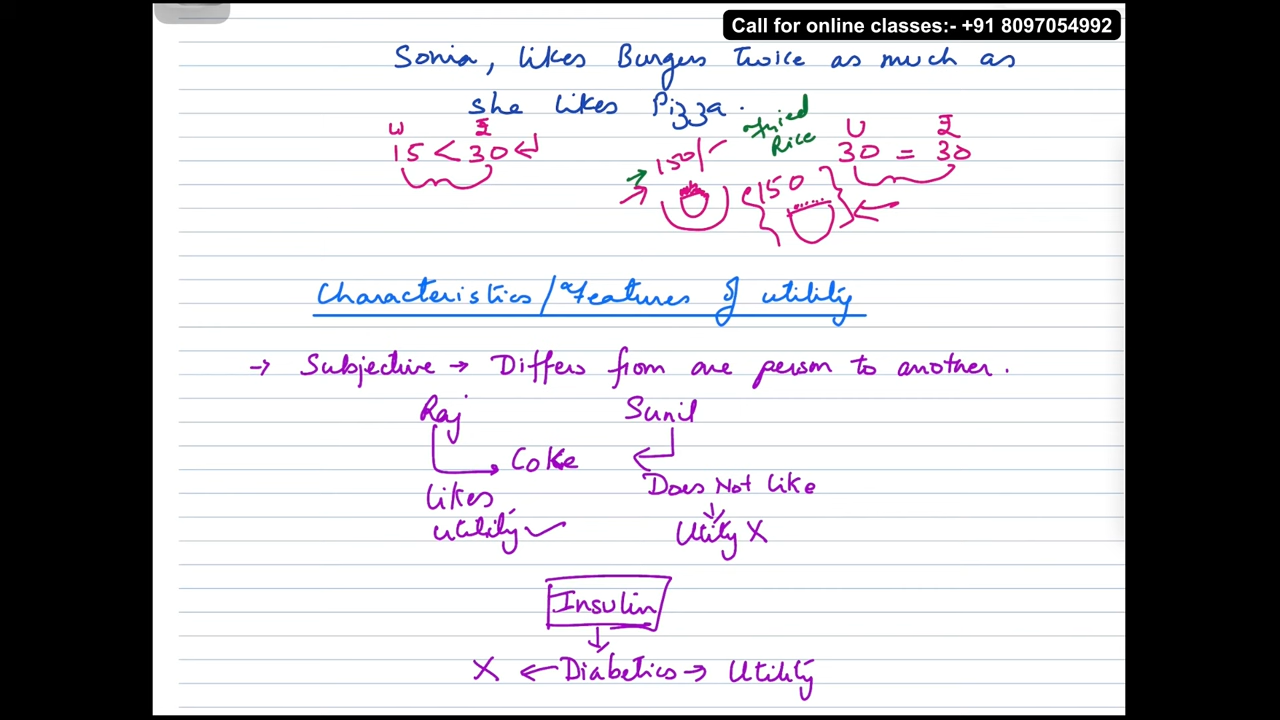 Call for online classes:- +91 8097054992
Sonia, likes Burgers twice as much as
she likes Pizza.
Fried
Rice
U ₹
15 < 30
150/-
150
U ₹
30 = 30
Characteristics/Features of utility
→ Subjective → Differs from one person to another.
Raj Sunil
Coke
Likes Does Not like
utility ✓ Utity X
Insulin
X ← Diabetics → Utility